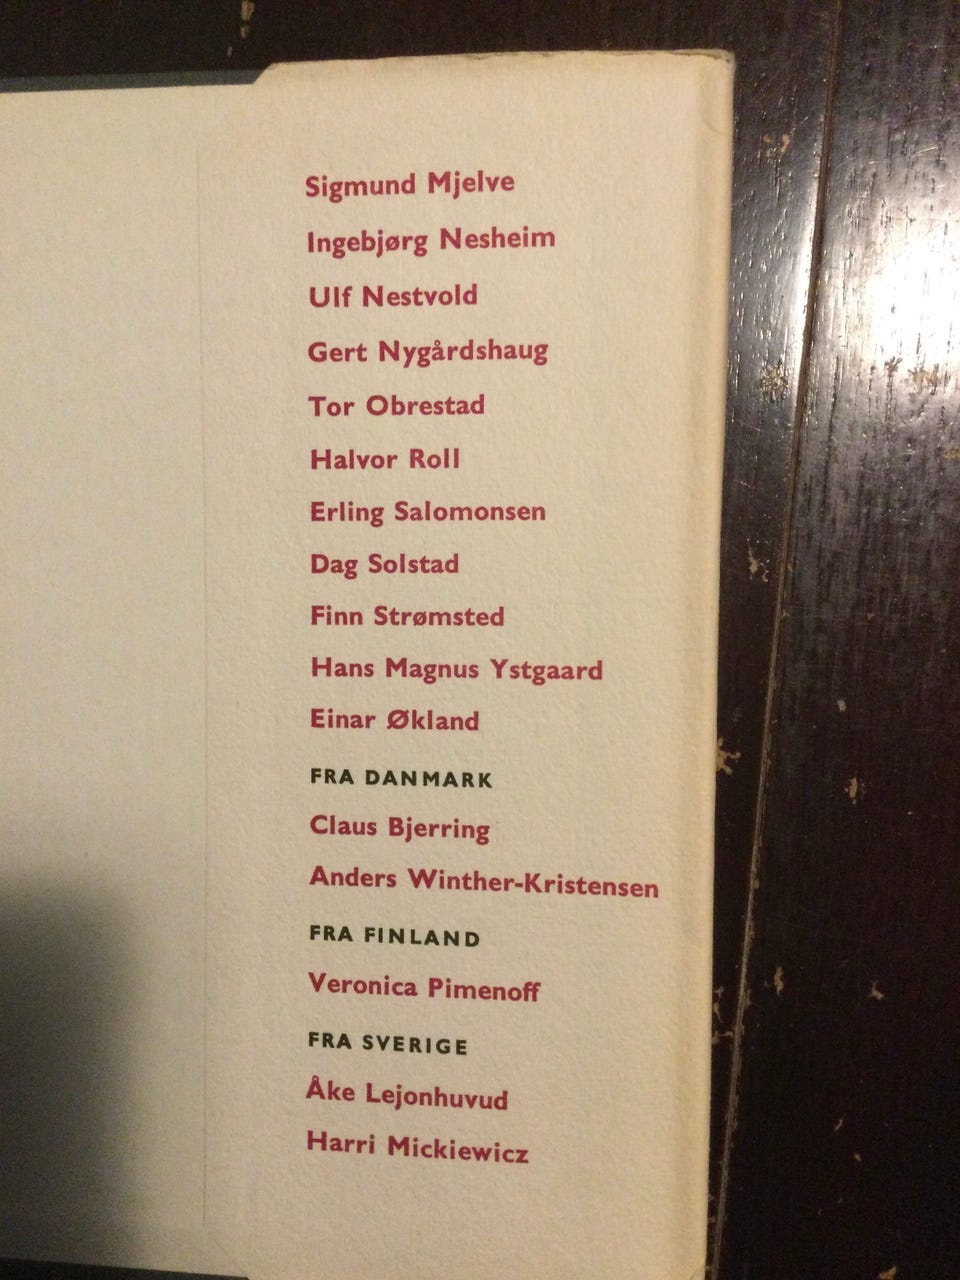 Sigmund Mjelve
Ingebjørg Nesheim
Ulf Nestvold
Gert Nygårdshaug
Tor Obrestad
Halvor Roll
Erling Salomonsen
Dag Solstad
Finn Strømsted
Hans Magnus Ystgaard
Einar Økland
FRA DANMARK
Claus Bjerring
Anders Winther-Kristensen
FRA FINLAND
Veronica Pimenoff
FRA SVERIGE
Åke Lejonhuvud
Harri Mickiewicz